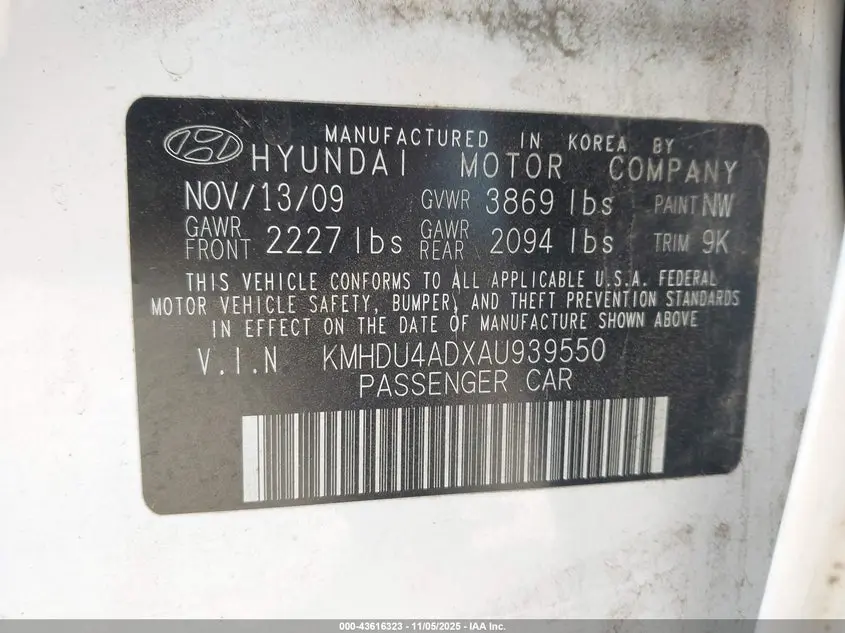 MANUFACTURED IN KOREA BY
HYUNDAI MOTOR COMPANY
NOV/13/09 GVWR 3869 lbs PAINT NW
GAWR FRONT 2227 lbs GAWR REAR 2094 lbs TRIM 9K
THIS VEHICLE CONFORMS TO ALL APPLICABLE U.S.A. FEDERAL
MOTOR VEHICLE SAFETY, BUMPER, AND THEFT PREVENTION STANDARDS
IN EFFECT ON THE DATE OF MANUFACTURE SHOWN ABOVE
V.I.N KMHDU4ADXAU939550
PASSENGER CAR
000-43616323 - 11/05/2025 - IAA Inc.